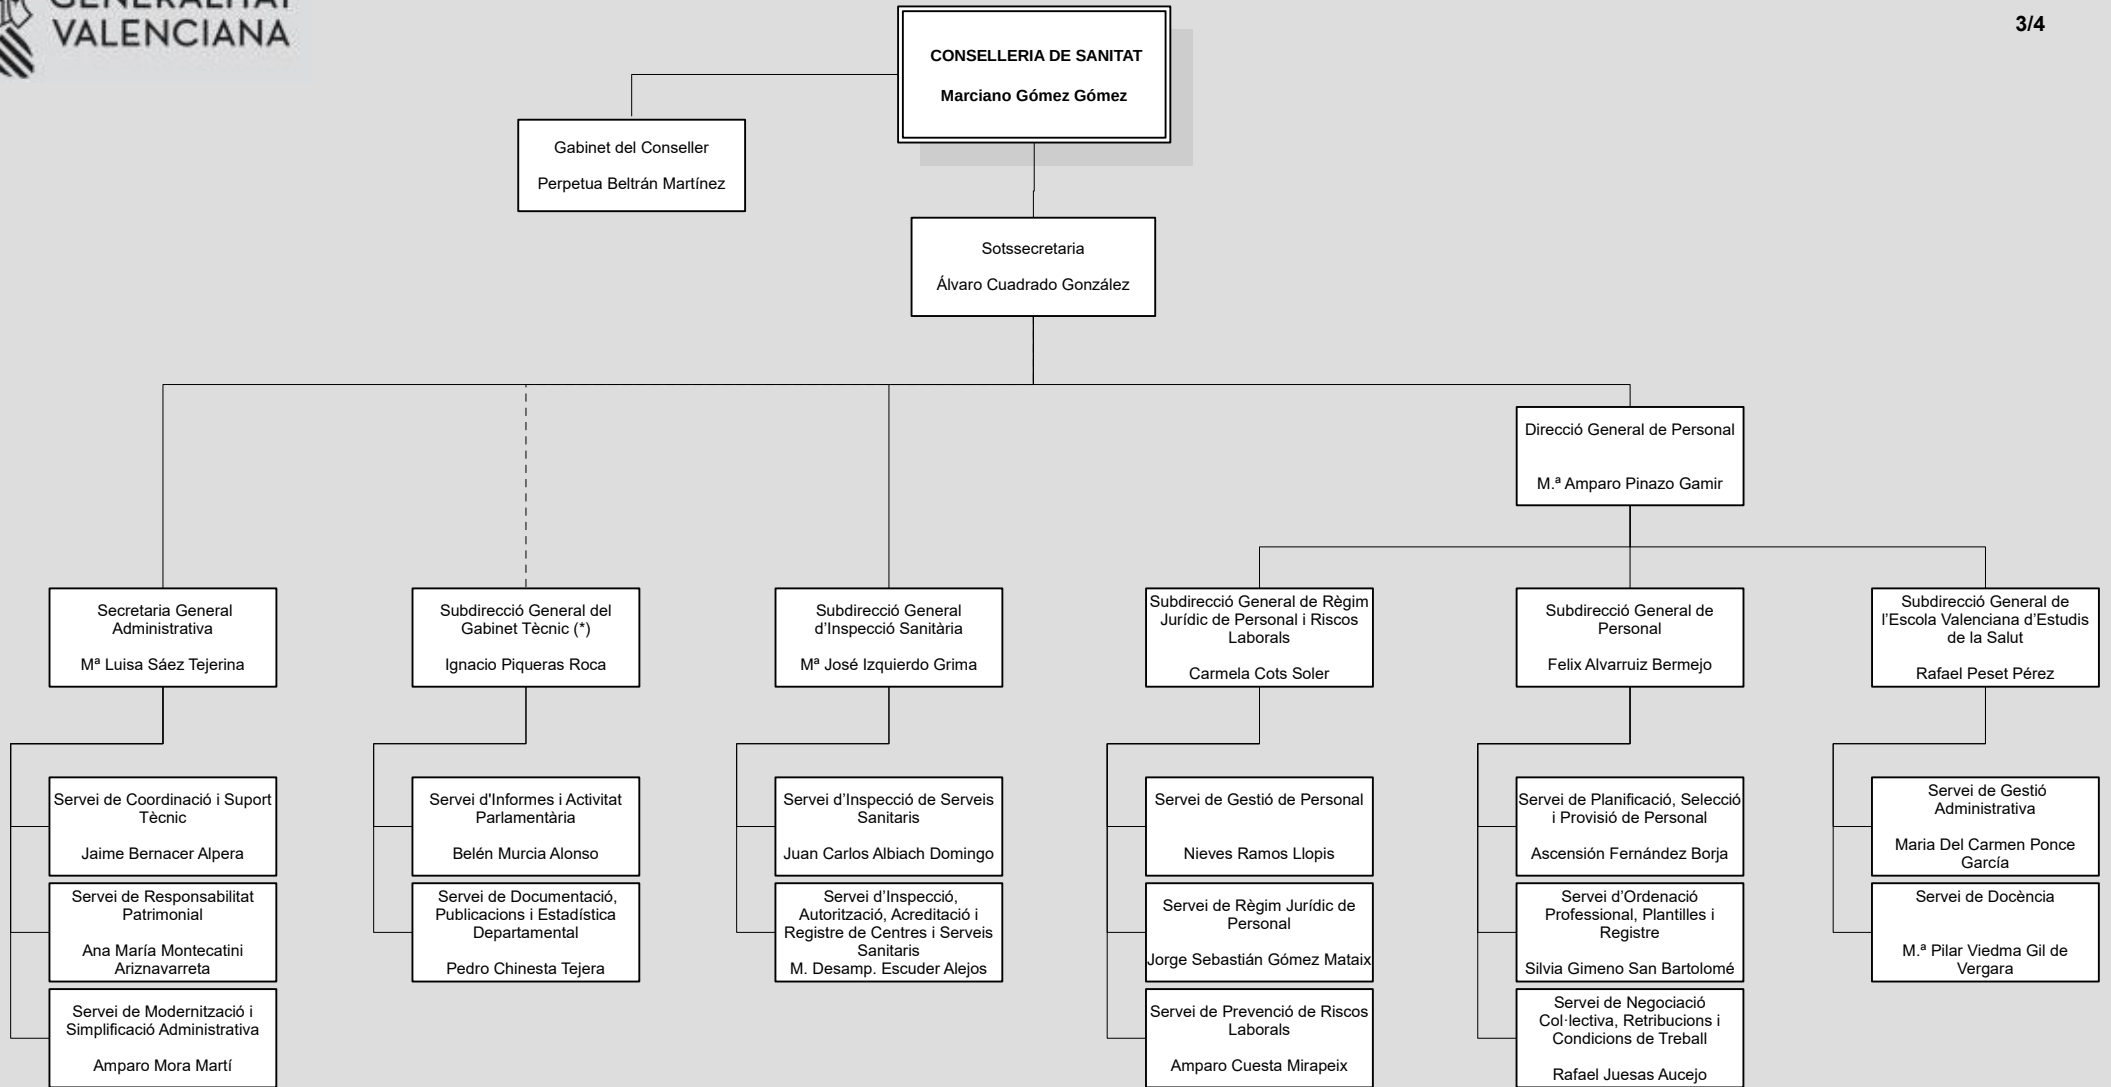 GENERALITAT
VALENCIANA
3/4
CONSELLERIA DE SANITAT
Marciano Gómez Gómez
Gabinet del Conseller
Perpetua Beltrán Martínez
Sotssecretaria
Álvaro Cuadrado González
Direcció General de Personal
M.ª Amparo Pinazo Gamir
Secretaria General
Administrativa
Mª Luisa Sáez Tejerina
Subdirecció General del
Gabinet Tècnic (*)
Ignacio Piqueras Roca
Subdirecció General
d’Inspecció Sanitària
Mª José Izquierdo Grima
Subdirecció General de Règim
Jurídic de Personal i Riscos
Laborals
Carmela Cots Soler
Subdirecció General de
Personal
Felix Alvarruiz Bermejo
Subdirecció General de
l’Escola Valenciana d’Estudis
de la Salut
Rafael Peset Pérez
Servei de Coordinació i Suport
Tècnic
Jaime Bernacer Alpera
Servei de Responsabilitat
Patrimonial
Ana María Montecatini
Ariznavarreta
Servei de Modernització i
Simplificació Administrativa
Amparo Mora Martí
Servei d'Informes i Activitat
Parlamentària
Belén Murcia Alonso
Servei de Documentació,
Publicacions i Estadística
Departamental
Pedro Chinesta Tejera
Servei d’Inspecció de Serveis
Sanitaris
Juan Carlos Albiach Domingo
Servei d’Inspecció,
Autorització, Acreditació i
Registre de Centres i Serveis
Sanitaris
M. Desamp. Escuder Alejos
Servei de Gestió de Personal
Nieves Ramos Llopis
Servei de Règim Jurídic de
Personal
Jorge Sebastián Gómez Mataix
Servei de Prevenció de Riscos
Laborals
Amparo Cuesta Mirapeix
Servei de Planificació, Selecció
i Provisió de Personal
Ascensión Fernández Borja
Servei d’Ordenació
Professional, Plantilles i
Registre
Silvia Gimeno San Bartolomé
Servei de Negociació
Col·lectiva, Retribucions i
Condicions de Treball
Rafael Juesas Aucejo
Servei de Gestió
Administrativa
Maria Del Carmen Ponce
García
Servei de Docència
M.ª Pilar Viedma Gil de
Vergara